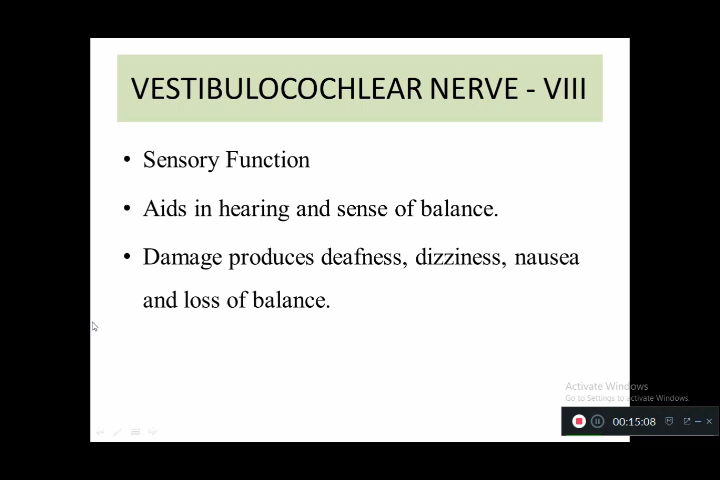 VESTIBULOCOCHLEAR NERVE - VIII
• Sensory Function
• Aids in hearing and sense of balance.
• Damage produces deafness, dizziness, nausea
and loss of balance.
Activate Windows
Go to Settings to activate Windows.
00:15:08